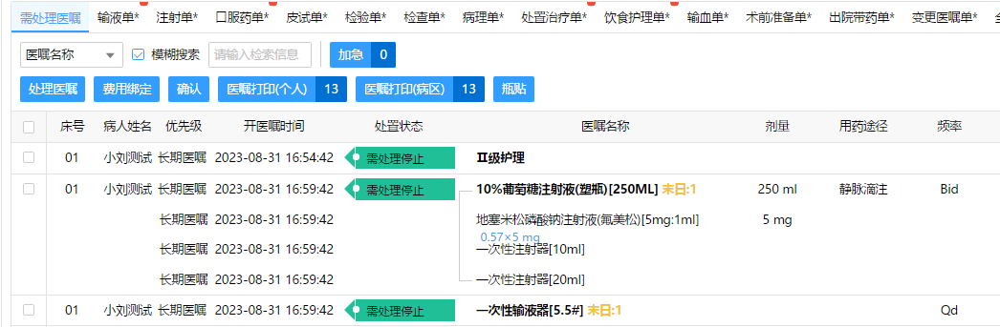 需处理医嘱 输液单* 注射单* 口服药单* 皮试单* 检验单* 检查单* 病理单* 处置治疗单* 饮食护理单* 输血单* 术前准备单* 出院带药单* 变更医嘱单*
医嘱名称 模糊搜索 请输入检索信息 加急 0
处理医嘱 费用绑定 确认 医嘱打印(个人) 13 医嘱打印(病区) 13 瓶贴
床号 病人姓名 优先级 开医嘱时间 处置状态 医嘱名称 剂量 用药途径 频率
01 小刘测试 长期医嘱 2023-08-31 16:54:42 需处理停止 II级护理
01 小刘测试 长期医嘱 2023-08-31 16:59:42 需处理停止 10%葡萄糖注射液(塑瓶)[250ML] 末日:1 250 ml 静脉滴注 Bid
长期医嘱 2023-08-31 16:59:42 地塞米松磷酸钠注射液(氟美松)[5mg:1ml] 5 mg
0.57×5 mg
长期医嘱 2023-08-31 16:59:42 一次性注射器[10ml]
长期医嘱 2023-08-31 16:59:42 一次性注射器[20ml]
01 小刘测试 长期医嘱 2023-08-31 16:59:42 需处理停止 一次性输液器[5.5#] 末日:1 Qd